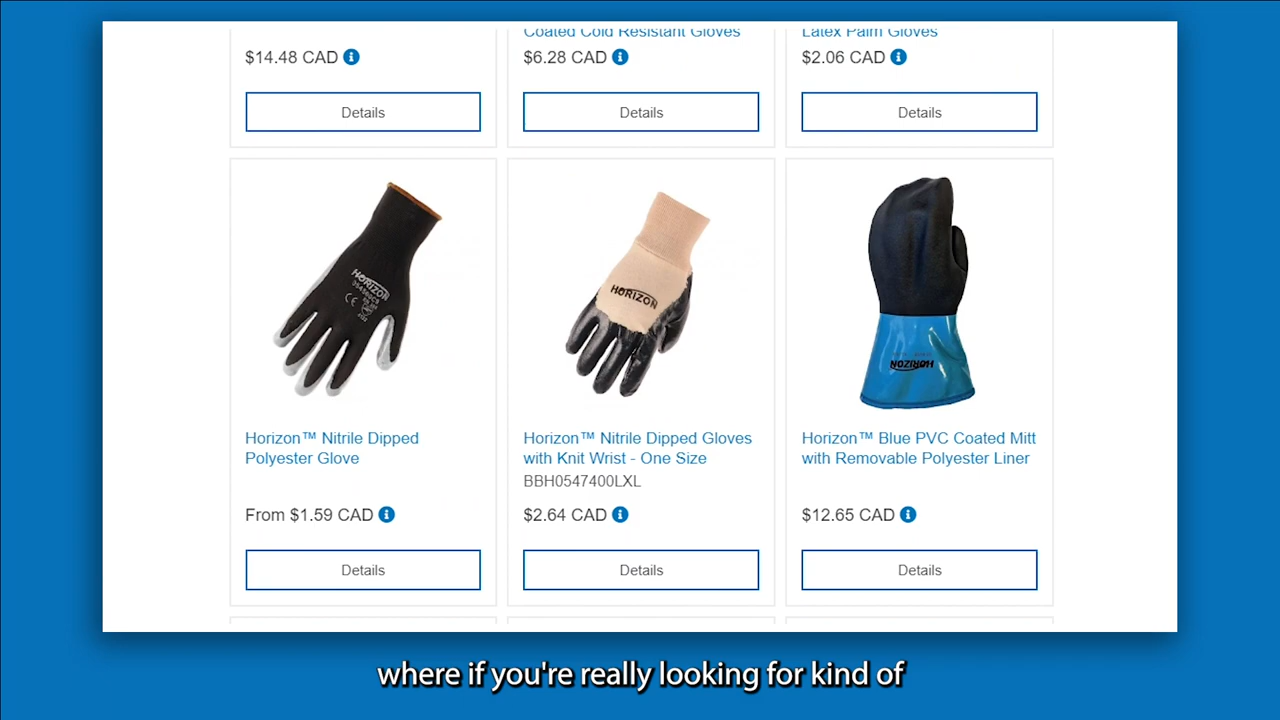 Coated Cold Resistant Gloves
Latex Palm Gloves
$14.48 CAD
$6.28 CAD
$2.06 CAD
Details
Details
Details
HORIZON
HORIZON
HORIZON
Horizon™ Nitrile Dipped
Polyester Glove
From $1.59 CAD
Details
Horizon™ Nitrile Dipped Gloves
with Knit Wrist - One Size
BBH0547400LXL
$2.64 CAD
Details
Horizon™ Blue PVC Coated Mitt
with Removable Polyester Liner
$12.65 CAD
Details
where if you're really looking for kind of